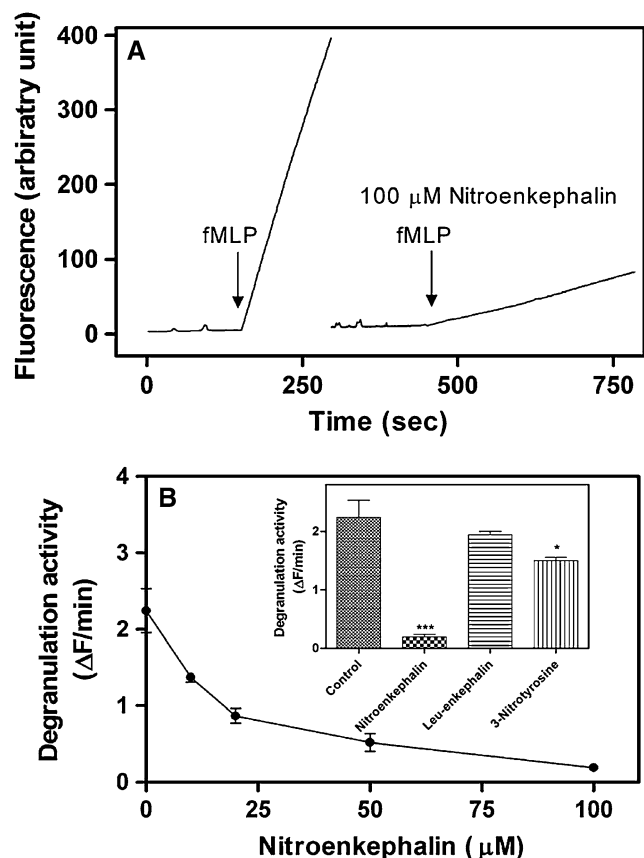 A
Fluorescence (arbiratry unit)
400
300
200
100
0
fMLP
100 μM Nitroenkephalin
fMLP
0
250
500
750
Time (sec)
B
Degranulation activity
(ΔF/min)
4
3
2
1
0
Degranulation activity
(ΔF/min)
2
1
0
***
*
Control
Nitroenkephalin
Leu-enkephalin
3-Nitrotyrosine
0
25
50
75
100
Nitroenkephalin ( μM)